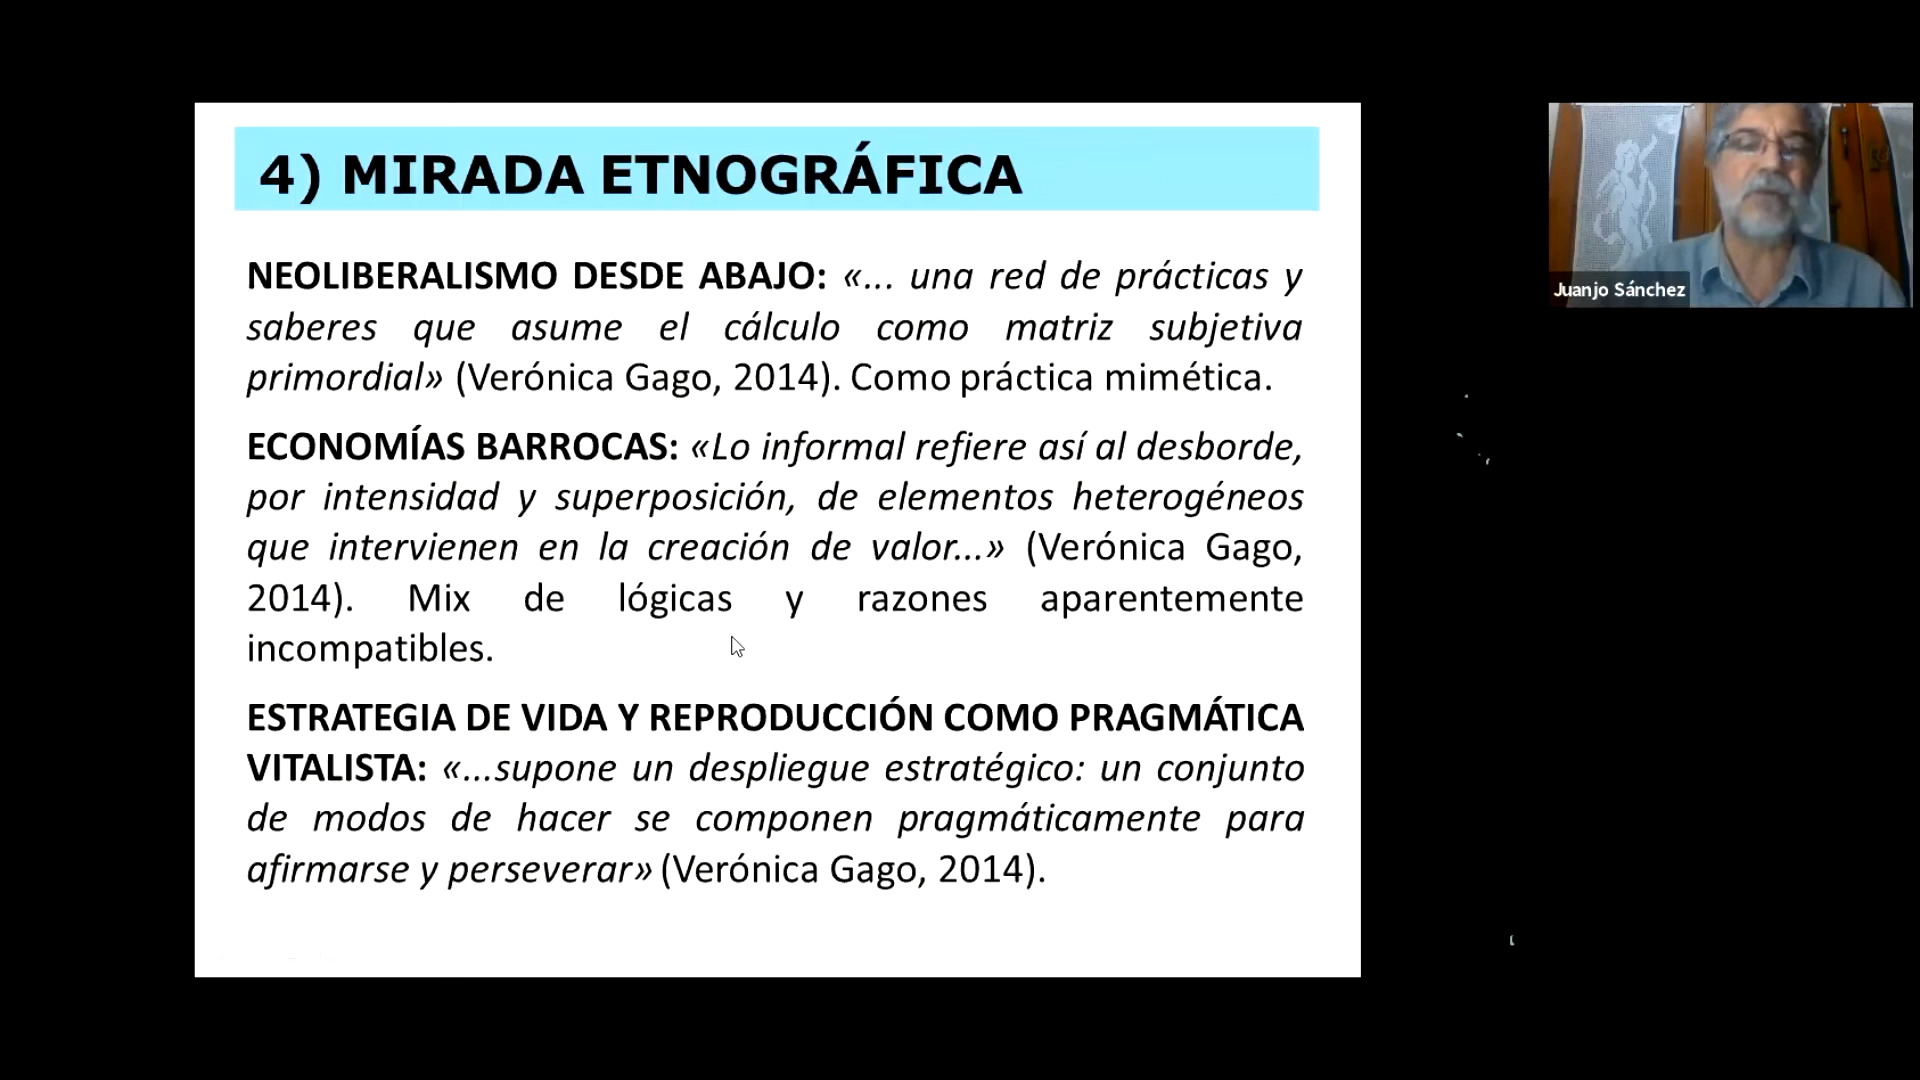 4) MIRADA ETNOGRÁFICA
NEOLIBERALISMO DESDE ABAJO: «... una red de prácticas y
saberes que asume el cálculo como matriz subjetiva
primordial» (Verónica Gago, 2014). Como práctica mimética.
ECONOMÍAS BARROCAS: «Lo informal refiere así al desborde,
por intensidad y superposición, de elementos heterogéneos
que intervienen en la creación de valor...» (Verónica Gago,
2014). Mix de lógicas y razones aparentemente
incompatibles.
ESTRATEGIA DE VIDA Y REPRODUCCIÓN COMO PRAGMÁTICA
VITALISTA: «...supone un despliegue estratégico: un conjunto
de modos de hacer se componen pragmáticamente para
afirmarse y perseverar» (Verónica Gago, 2014).
Juanjo Sánchez